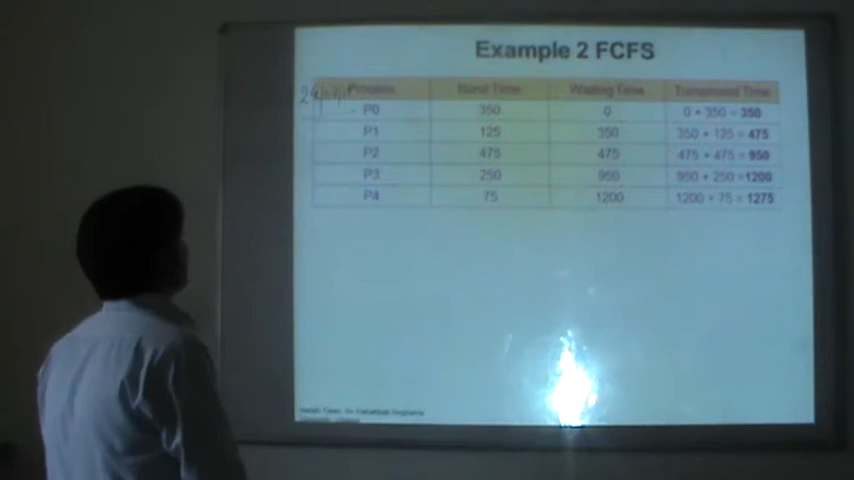 Example 2 FCFS
Process Burst Time Waiting Time Turnaround Time
P0 350 0 0 + 350 = 350
P1 125 350 350 + 125 = 475
P2 475 475 475 + 475 = 950
P3 250 950 950 + 250 =1200
P4 75 1200 1200 + 75 = 1275